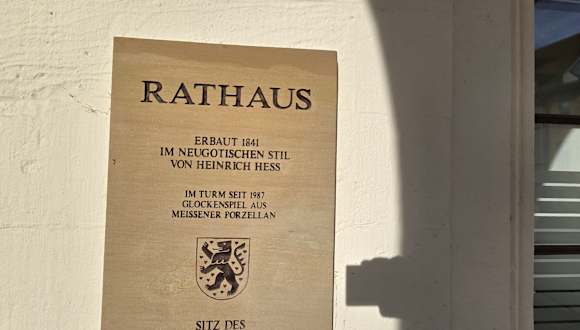 RATHAUS
ERBAUT 1841
IM NEUGOTISCHEN STIL
VON HEINRICH HESS
IM TURM SEIT 1987
GLOCKENSPIEL AUS
MEISSENER PORZELLAN
SITZ DES